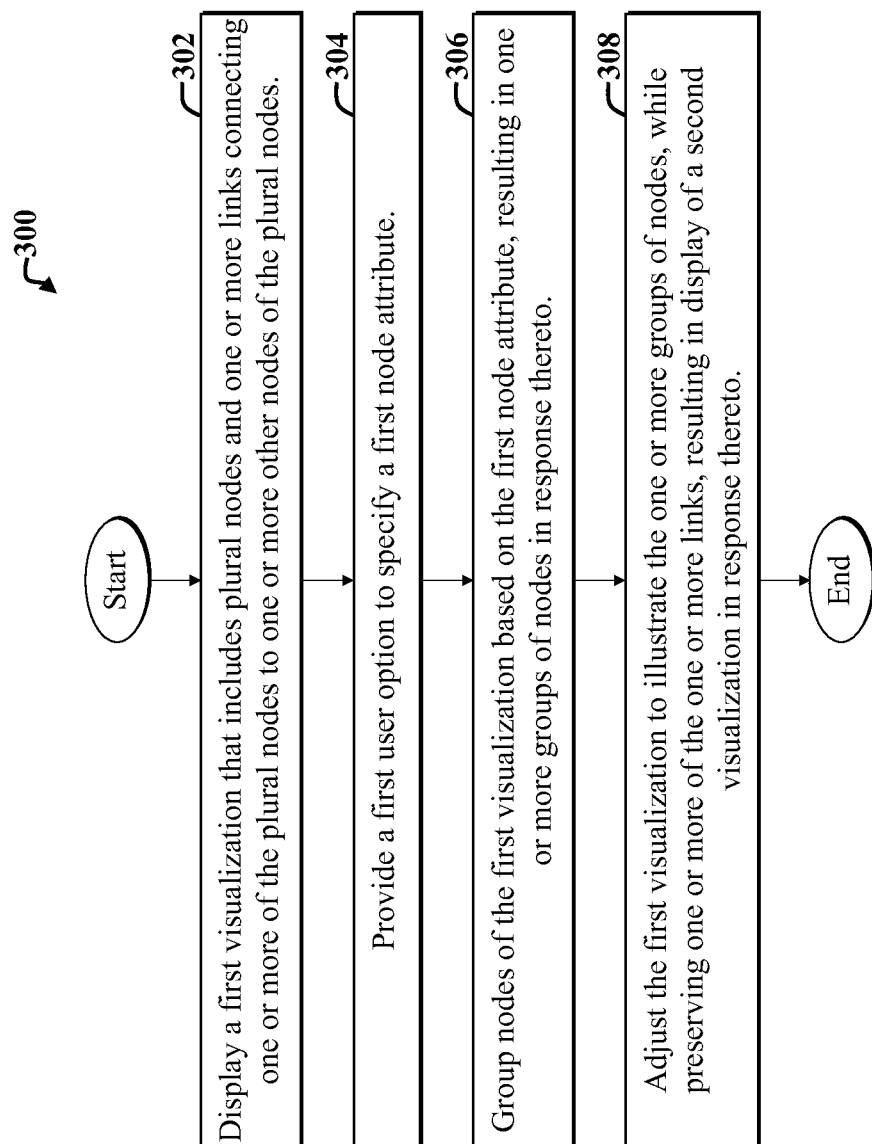 300
Start
302
Display a first visualization that includes plural nodes and one or more links connecting
one or more of the plural nodes to one or more other nodes of the plural nodes.
304
Provide a first user option to specify a first node attribute.
306
Group nodes of the first visualization based on the first node attribute, resulting in one
or more groups of nodes in response thereto.
308
Adjust the first visualization to illustrate the one or more groups of nodes, while
preserving one or more of the one or more links, resulting in display of a second
visualization in response thereto.
End